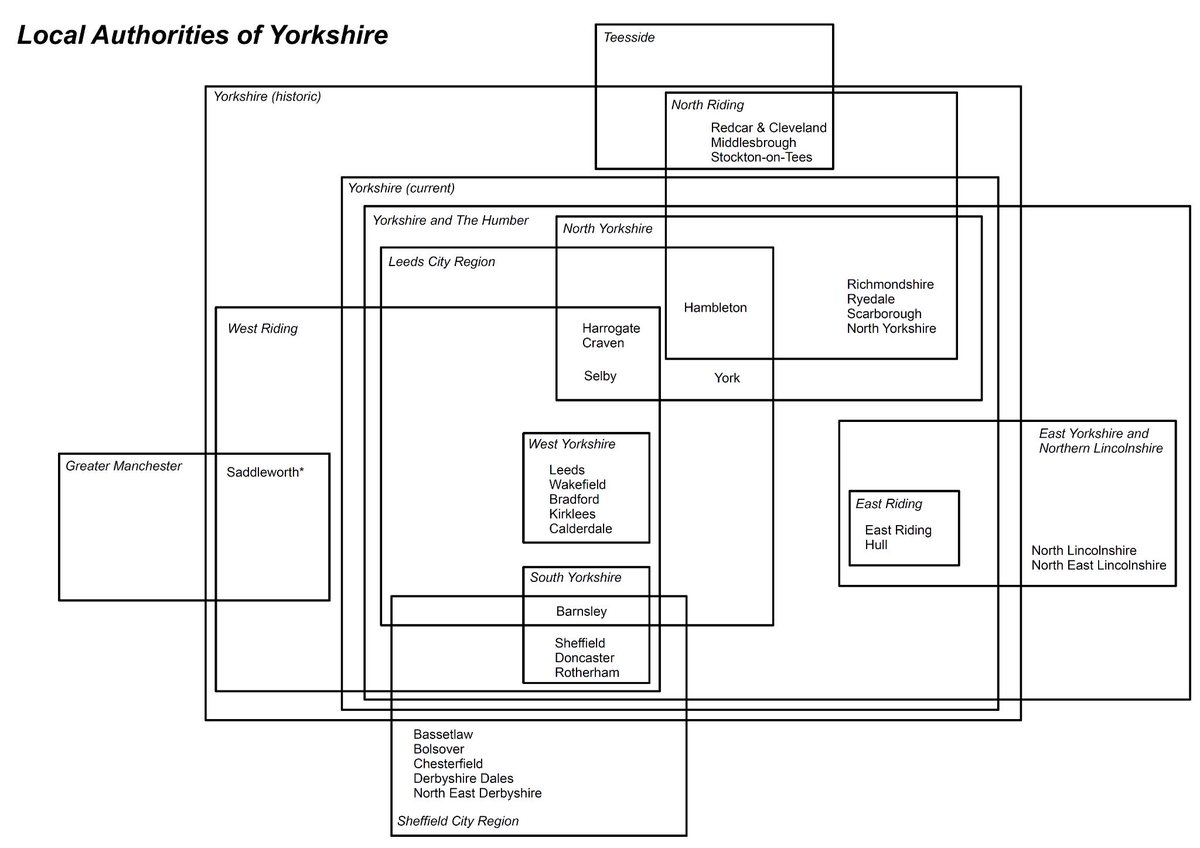 Local Authorities of Yorkshire
Teesside
Yorkshire (historic)
North Riding
Redcar & Cleveland
Middlesbrough
Stockton-on-Tees
Yorkshire (current)
Yorkshire and The Humber
North Yorkshire
Leeds City Region
Hambleton
Richmondshire
Ryedale
Scarborough
North Yorkshire
West Riding
Harrogate
Craven
Selby
York
East Yorkshire and
Northern Lincolnshire
West Yorkshire
Leeds
Wakefield
Bradford
Kirklees
Calderdale
Greater Manchester
Saddleworth*
East Riding
East Riding
Hull
North Lincolnshire
North East Lincolnshire
South Yorkshire
Barnsley
Sheffield
Doncaster
Rotherham
Bassetlaw
Bolsover
Chesterfield
Derbyshire Dales
North East Derbyshire
Sheffield City Region